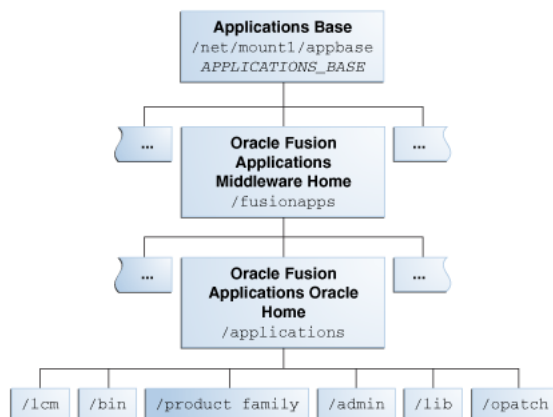 Applications Base
/net/mount1/appbase
APPLICATIONS_BASE
...
Oracle Fusion
Applications
Middleware Home
/fusionapps
...
...
Oracle Fusion
Applications Oracle
Home
/applications
...
/lcm
/bin
/product family
/admin
/lib
/opatch